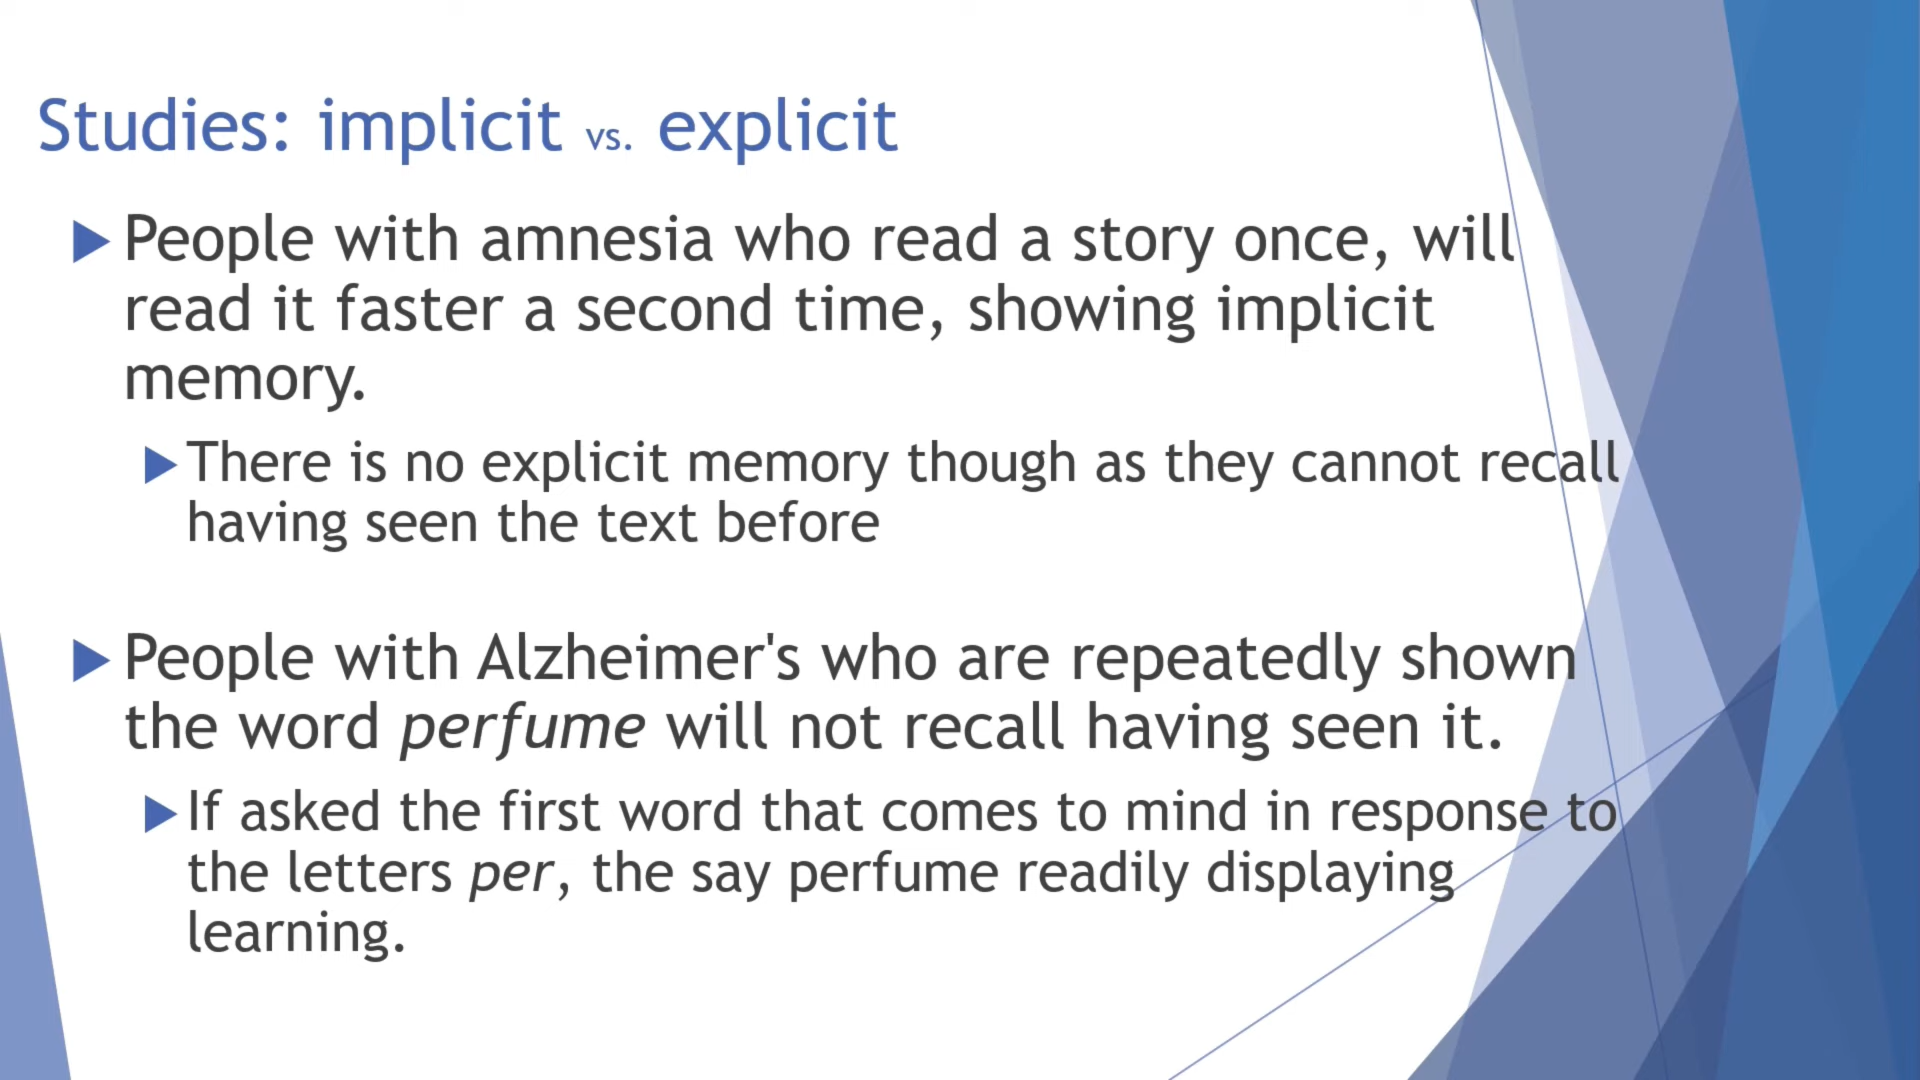 Studies: implicit vs. explicit
People with amnesia who read a story once, will
read it faster a second time, showing implicit
memory.
There is no explicit memory though as they cannot recall
having seen the text before
People with Alzheimer's who are repeatedly shown
the word perfume will not recall having seen it.
If asked the first word that comes to mind in response to
the letters per, the say perfume readily displaying
learning.